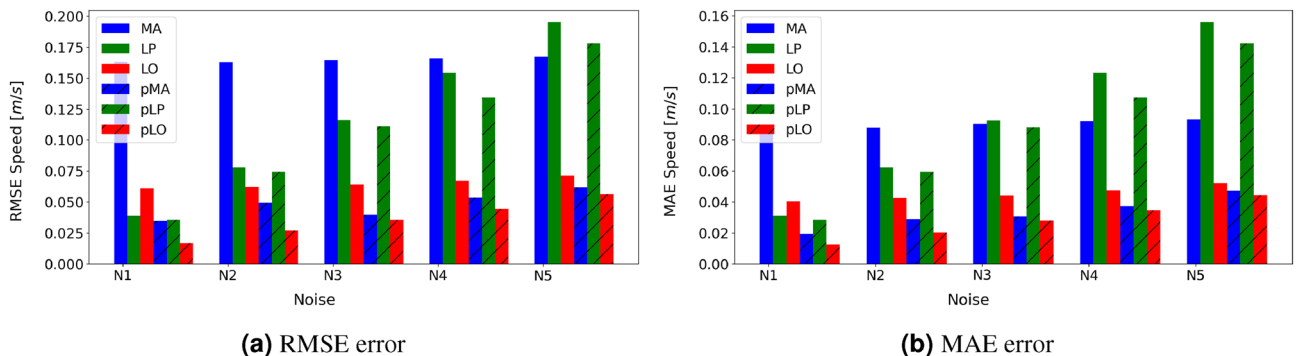 0.200
0.175
0.150
0.125
0.100
0.075
0.050
0.025
0.000
RMSE Speed [m/s]
MA
LP
LO
pMA
pLP
pLO
N1 N2 N3 N4 N5
Noise
(a) RMSE error
0.16
0.14
0.12
0.10
0.08
0.06
0.04
0.02
0.00
MAE Speed [m/s]
MA
LP
LO
pMA
pLP
pLO
N1 N2 N3 N4 N5
Noise
(b) MAE error